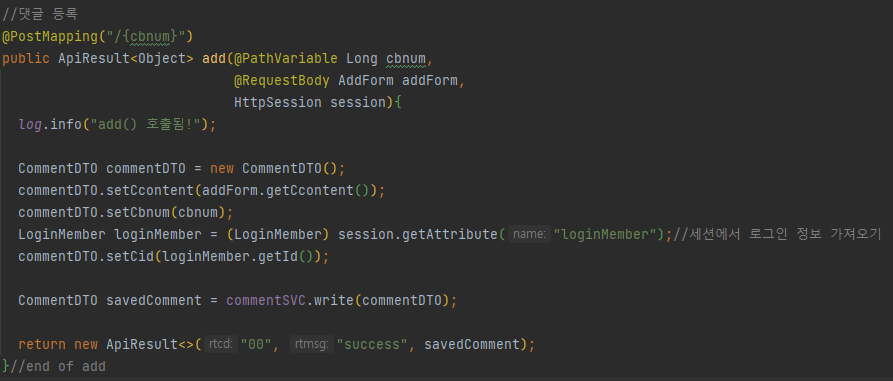 //댓글 등록
@PostMapping("/{cbnum}")
public ApiResult<Object> add(@PathVariable Long cbnum,
@RequestBody AddForm addForm,
HttpSession session){
log.info("add() 호출됨!");
CommentDTO commentDTO = new CommentDTO();
commentDTO.setCcontent(addForm.getCcontent());
commentDTO.setCbnum(cbnum);
LoginMember loginMember = (LoginMember) session.getAttribute( name: "loginMember");//세션에서 로그인 정보 가져오기
commentDTO.setCid(loginMember.getId());
CommentDTO savedComment = commentSVC.write(commentDTO);
return new ApiResult<>( rtcd: "00", rtmsg: "success", savedComment);
}//end of add